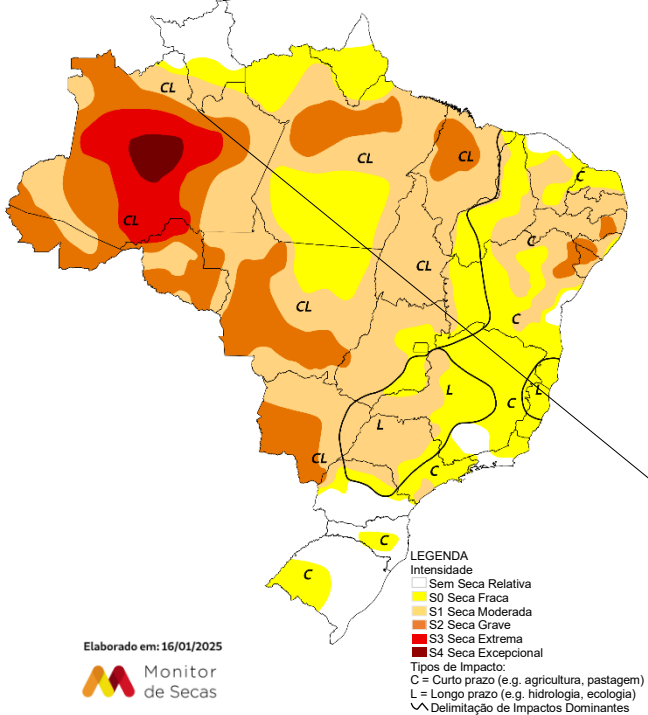 CL
CL
CL
C
CL
C
CL
CL
C
L
L
C
L
CL
C
C
C
LEGENDA
Intensidade
Sem Seca Relativa
S0 Seca Fraca
S1 Seca Moderada
S2 Seca Grave
S3 Seca Extrema
S4 Seca Excepcional
Tipos de Impacto:
C = Curto prazo (e.g. agricultura, pastagem)
L = Longo prazo (e.g. hidrologia, ecologia)
Delimitação de Impactos Dominantes
Elaborado em: 16/01/2025
Monitor
de Secas